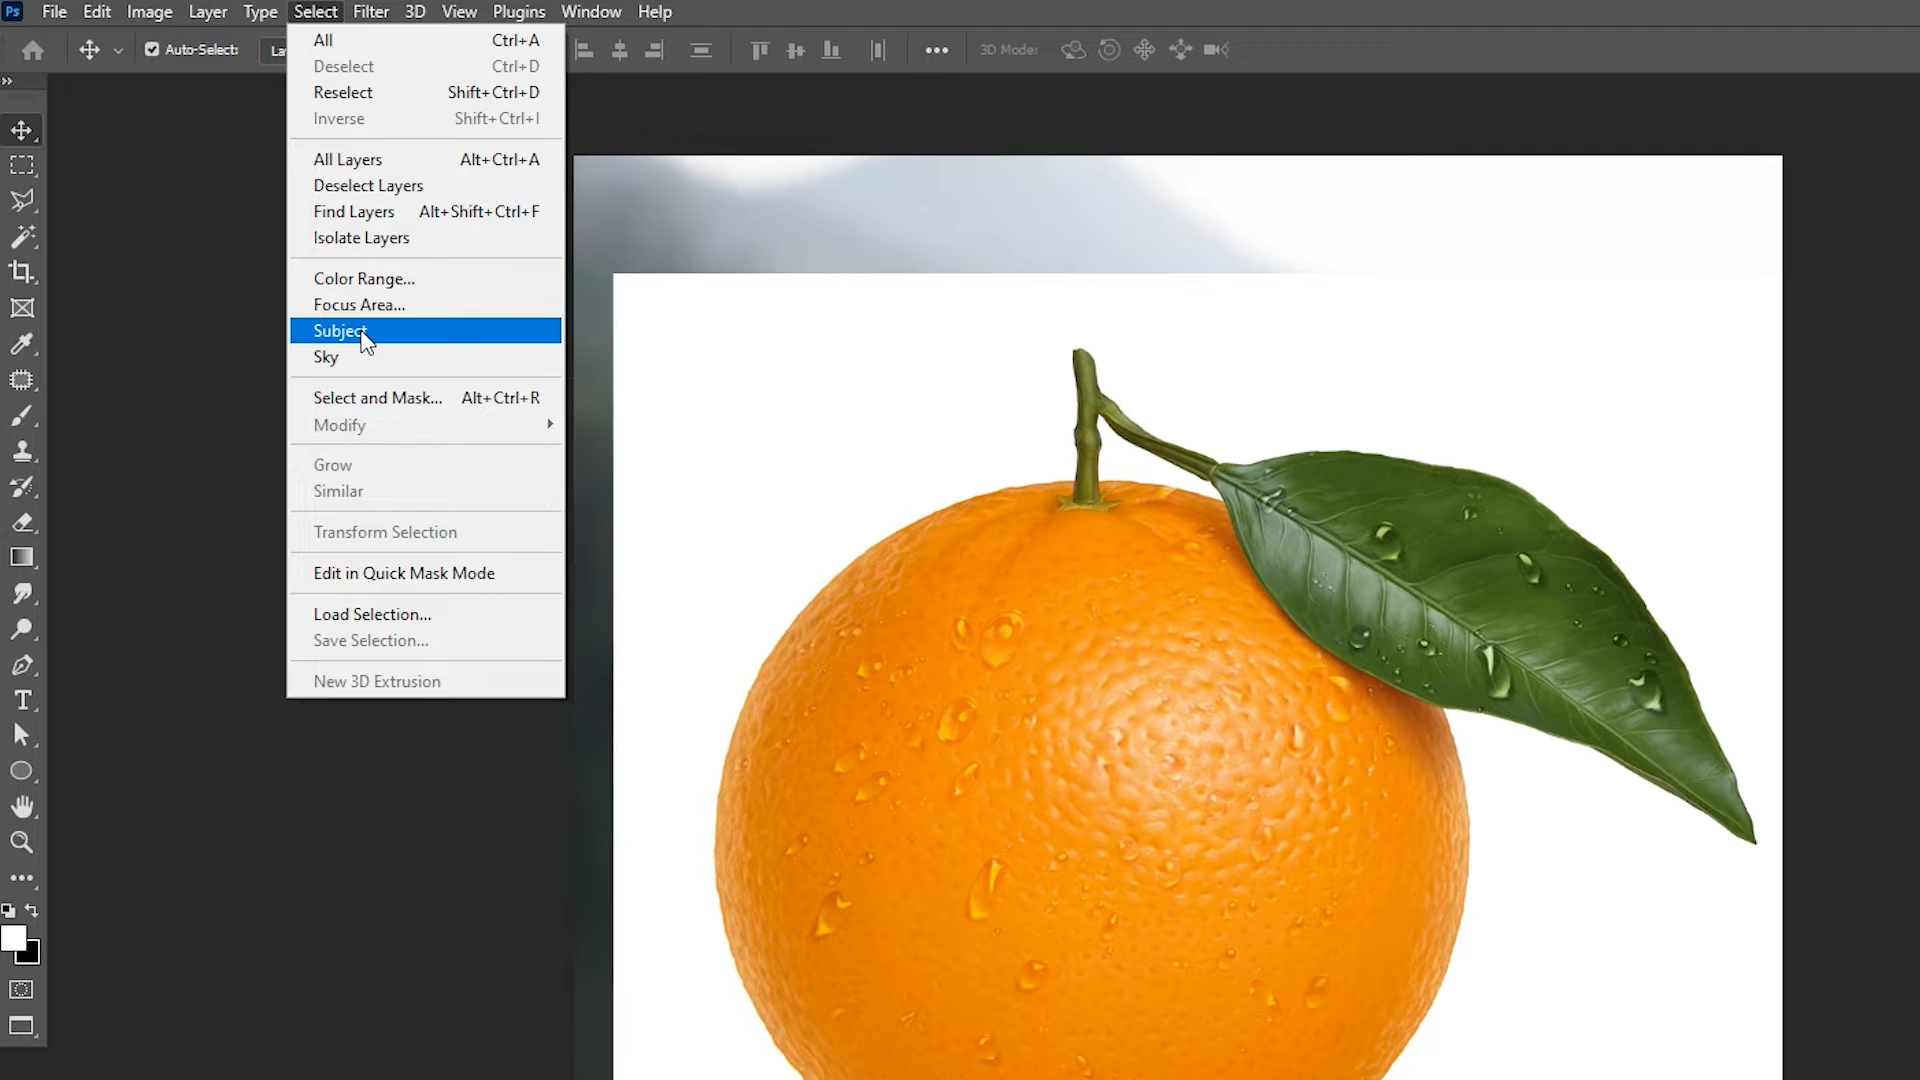 Ps File Edit Image Layer Type Select Filter 3D View Plugins Window Help
Auto-Select: 3D Mode:
All Ctrl+A
Deselect Ctrl+D
Reselect Shift+Ctrl+D
Inverse Shift+Ctrl+I
All Layers Alt+Ctrl+A
Deselect Layers
Find Layers Alt+Shift+Ctrl+F
Isolate Layers
Color Range...
Focus Area...
Subject
Sky
Select and Mask... Alt+Ctrl+R
Modify
Grow
Similar
Transform Selection
Edit in Quick Mask Mode
Load Selection...
Save Selection...
New 3D Extrusion